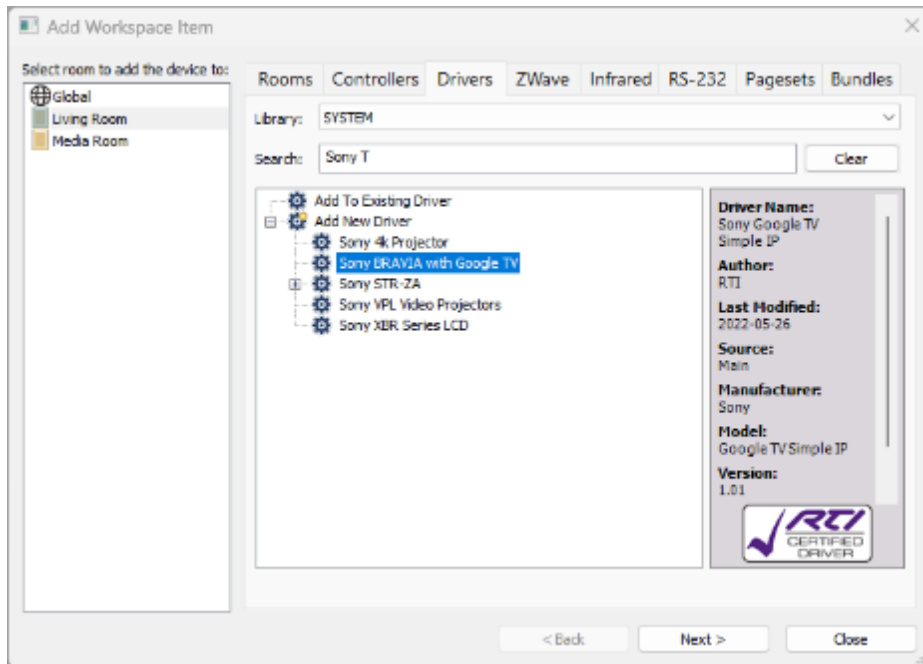 Add Workspace Item
Select room to add the device to:
Global
Living Room
Media Room
Rooms Controllers Drivers ZWave Infrared RS-232 Pagesets Bundles
Library: SYSTEM
Search: Sony T Clear
Add To Existing Driver
Add New Driver
Sony 4k Projector
Sony BRAVIA with Google TV
Sony STR-ZA
Sony VPL Video Projectors
Sony XBR Series LCD
Driver Name:
Sony Google TV
Simple IP
Author:
RTI
Last Modified:
2022-05-26
Source:
Main
Manufacturer:
Sony
Model:
Google TV Simple IP
Version:
1.01
RTI
CERTIFIED
DRIVER
< Back Next > Close